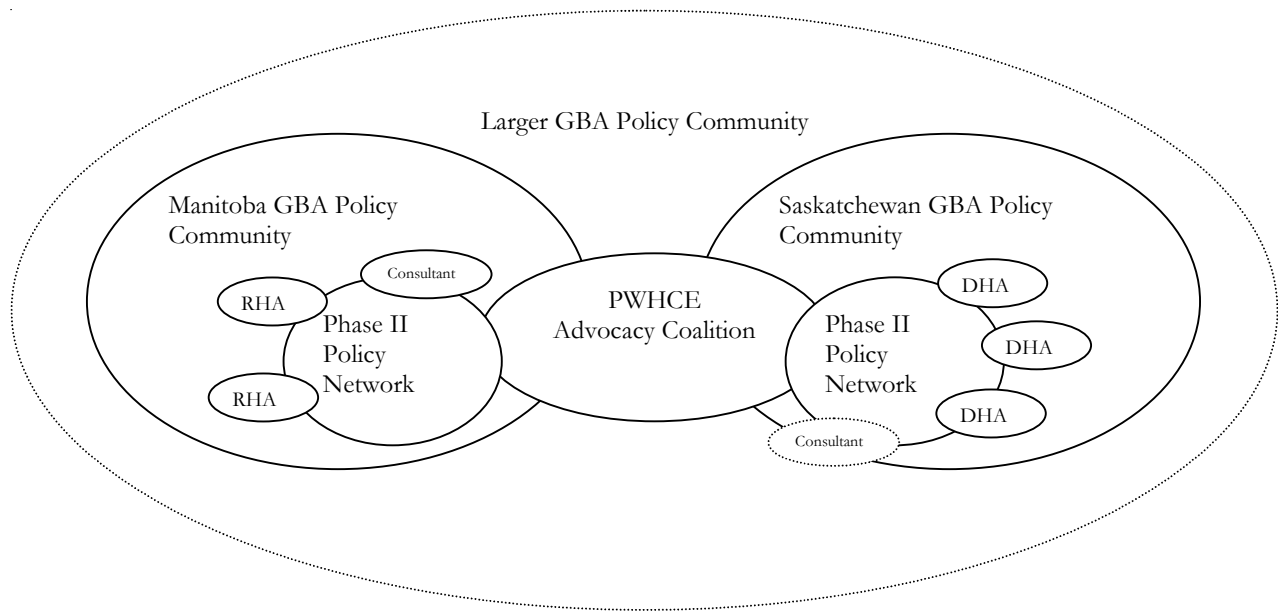 Larger GBA Policy Community
Manitoba GBA Policy
Community
Saskatchewan GBA Policy
Community
Consultant
RHA
Phase II
Policy
Network
RHA
PWHCE
Advocacy Coalition
Phase II
Policy
Network
DHA
DHA
DHA
Consultant